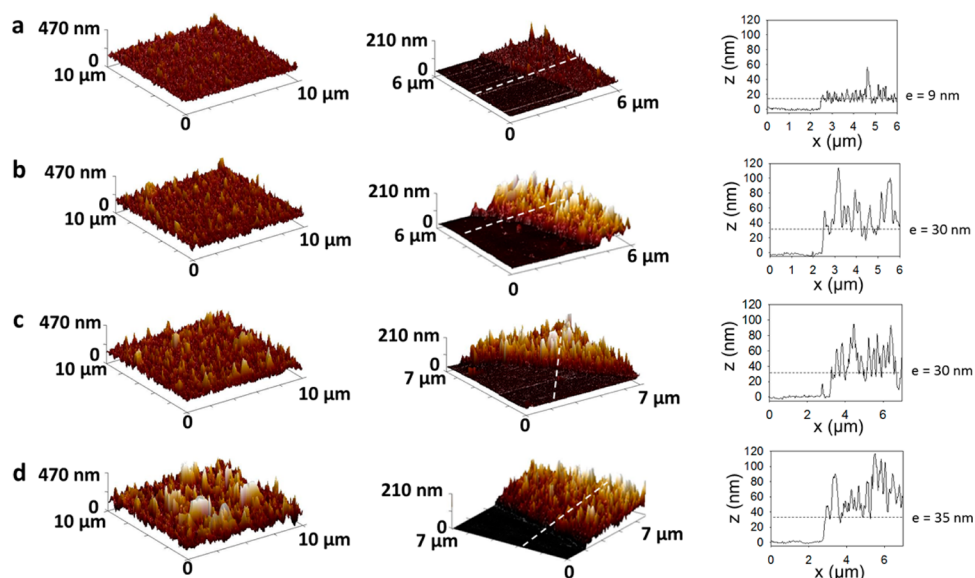 a
470 nm
0
10 µm
10 µm
0
210 nm
0
6 µm
6 µm
0
120
100
80
60
40
20
0
z (nm)
0 1 2 3 4 5 6
x (µm)
e = 9 nm
b
470 nm
0
10 µm
10 µm
0
210 nm
0
6 µm
6 µm
0
120
100
80
60
40
20
0
z (nm)
0 1 2 3 4 5 6
x (µm)
e = 30 nm
c
470 nm
0
10 µm
10 µm
0
210 nm
0
7 µm
7 µm
0
120
100
80
60
40
20
0
z (nm)
0 2 4 6
x (µm)
e = 30 nm
d
470 nm
0
10 µm
10 µm
0
210 nm
0
7 µm
7 µm
0
120
100
80
60
40
20
0
z (nm)
0 2 4 6
x (µm)
e = 35 nm